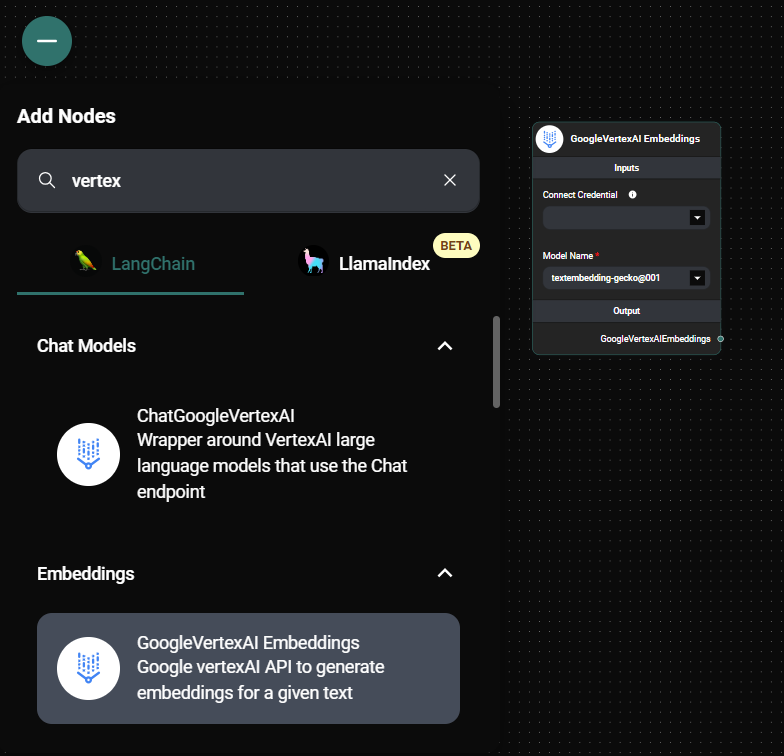 Add Nodes
vertex
LangChain
LlamaIndex
BETA
Chat Models
ChatGoogleVertexAI
Wrapper around VertexAI large
language models that use the Chat
endpoint
Embeddings
GoogleVertexAI Embeddings
Google vertexAI API to generate
embeddings for a given text
GoogleVertexAI Embeddings
Inputs
Connect Credential
Model Name *
textembedding-gecko@001
Output
GoogleVertexAIEmbeddings